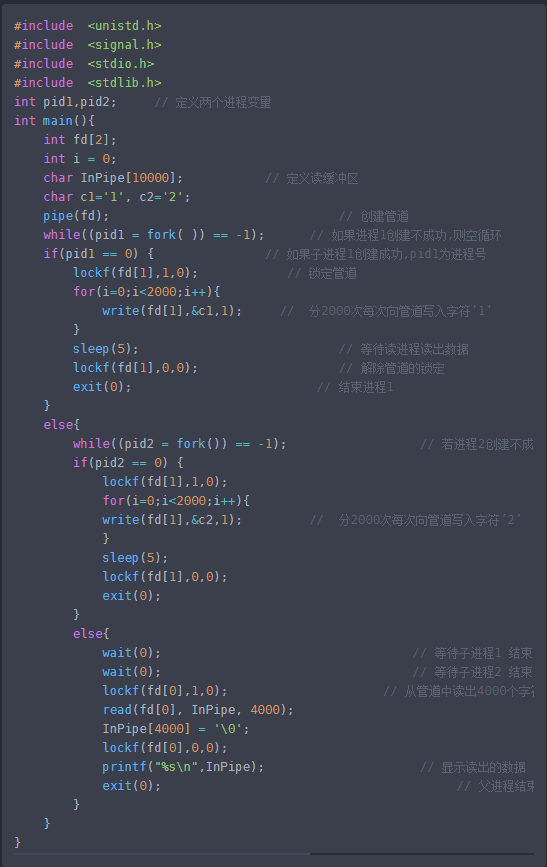 #include  <unistd.h>
#include  <signal.h>
#include  <stdio.h>
#include  <stdlib.h>
int pid1,pid2;     // 定义两个进程变量
int main(){
    int fd[2];
    int i = 0;
    char InPipe[10000];           // 定义读缓冲区
    char c1='1', c2='2';
    pipe(fd);                               // 创建管道
    while((pid1 = fork( )) == -1);      // 如果进程1创建不成功,则空循环
    if(pid1 == 0) {               // 如果子进程1创建成功,pid1为进程号
        lockf(fd[1],1,0);            // 锁定管道
        for(i=0;i<2000;i++){
            write(fd[1],&c1,1);     //  分2000次每次向管道写入字符'1'
        }
        sleep(5);                           // 等待读进程读出数据
        lockf(fd[1],0,0);                   // 解除管道的锁定
        exit(0);                         // 结束进程1
    }
    else{
        while((pid2 = fork()) == -1);                  // 若进程2创建不成
        if(pid2 == 0) {
            lockf(fd[1],1,0);
            for(i=0;i<2000;i++){
            write(fd[1],&c2,1);         //  分2000次每次向管道写入字符'2'
            }
            sleep(5);
            lockf(fd[1],0,0);
            exit(0);
        }
        else{
            wait(0);                                  // 等待子进程1 结束
            wait(0);                                  // 等待子进程2 结束
            lockf(fd[0],1,0);                     // 从管道中读出4000个字符
            read(fd[0], InPipe, 4000);
            InPipe[4000] = '\0';
            lockf(fd[0],0,0);
            printf("%s\n",InPipe);                     // 显示读出的数据
            exit(0);                                        // 父进程结束
        }
    }
}